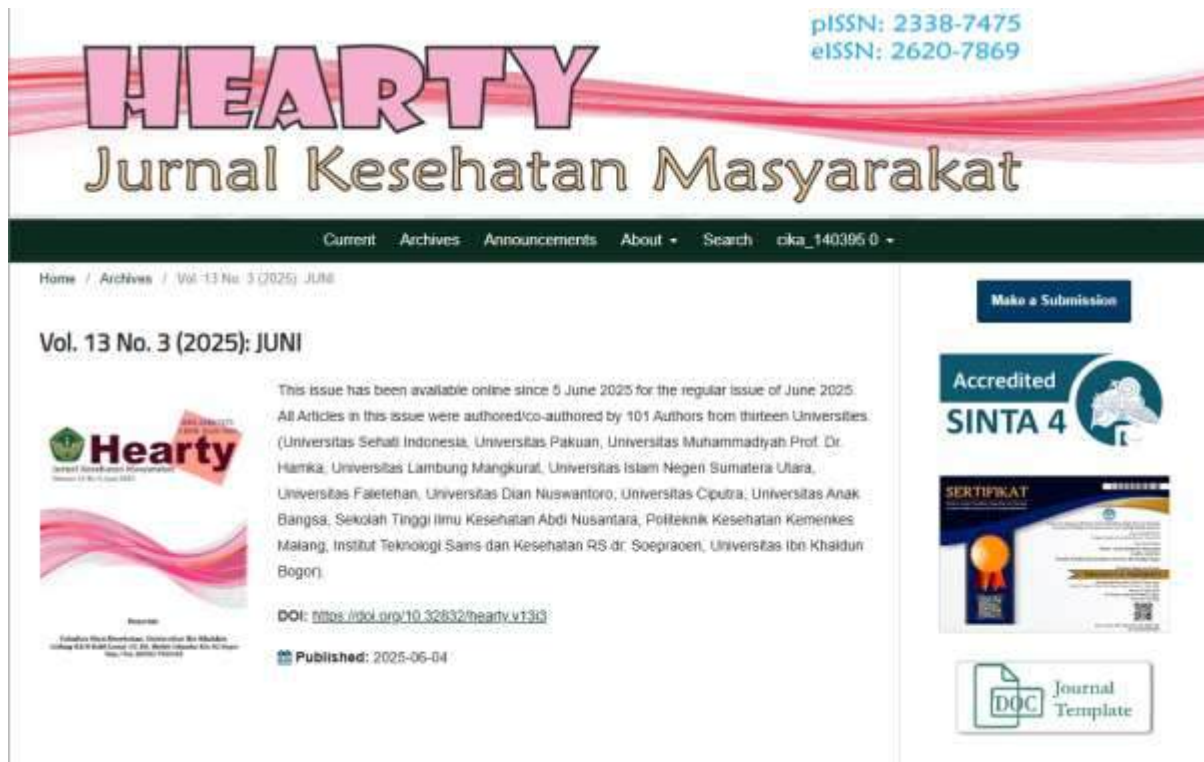 pISSN: 2338-7475
eISSN: 2620-7869
HEARTY
Jurnal Kesehatan Masyarakat
Current Archives Announcements About Search cika_140395 0
Home / Archives / Vol. 13 No. 3 (2025): JUNI
Make a Submission
Vol. 13 No. 3 (2025): JUNI
This issue has been available online since 5 June 2025 for the regular issue of June 2025.
All Articles in this issue were authored/co-authored by 101 Authors from thirteen Universities
(Universitas Sehati Indonesia, Universitas Pakuan, Universitas Muhammadiyah Prof. Dr.
Hamka, Universitas Lambung Mangkurat, Universitas Islam Negeri Sumatera Utara,
Universitas Faletehan, Universitas Dian Nuswantoro, Universitas Ciputra, Universitas Anak
Bangsa, Sekolah Tinggi Ilmu Kesehatan Abdi Nusantara, Politeknik Kesehatan Kemenkes
Malang, Institut Teknologi Sains dan Kesehatan RS dr. Soepraoen, Universitas Ibn Khaldun
Bogor).
DOI: https://doi.org/10.32832/hearty.v13i3
Published: 2025-06-04
Hearty
Jurnal Kesehatan Masyarakat
Accredited
SINTA 4
SERTIFIKAT
DOC
Journal
Template